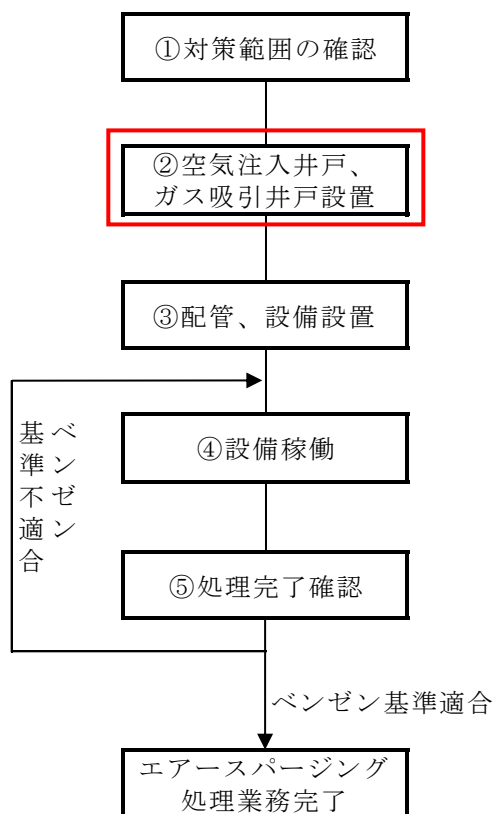 ①対策範囲の確認
②空気注入井戸、
ガス吸引井戸設置
③配管、設備設置
ベンゼン
基準不適合
④設備稼働
⑤処理完了確認
ベンゼン基準適合
エアースパージング
処理業務完了